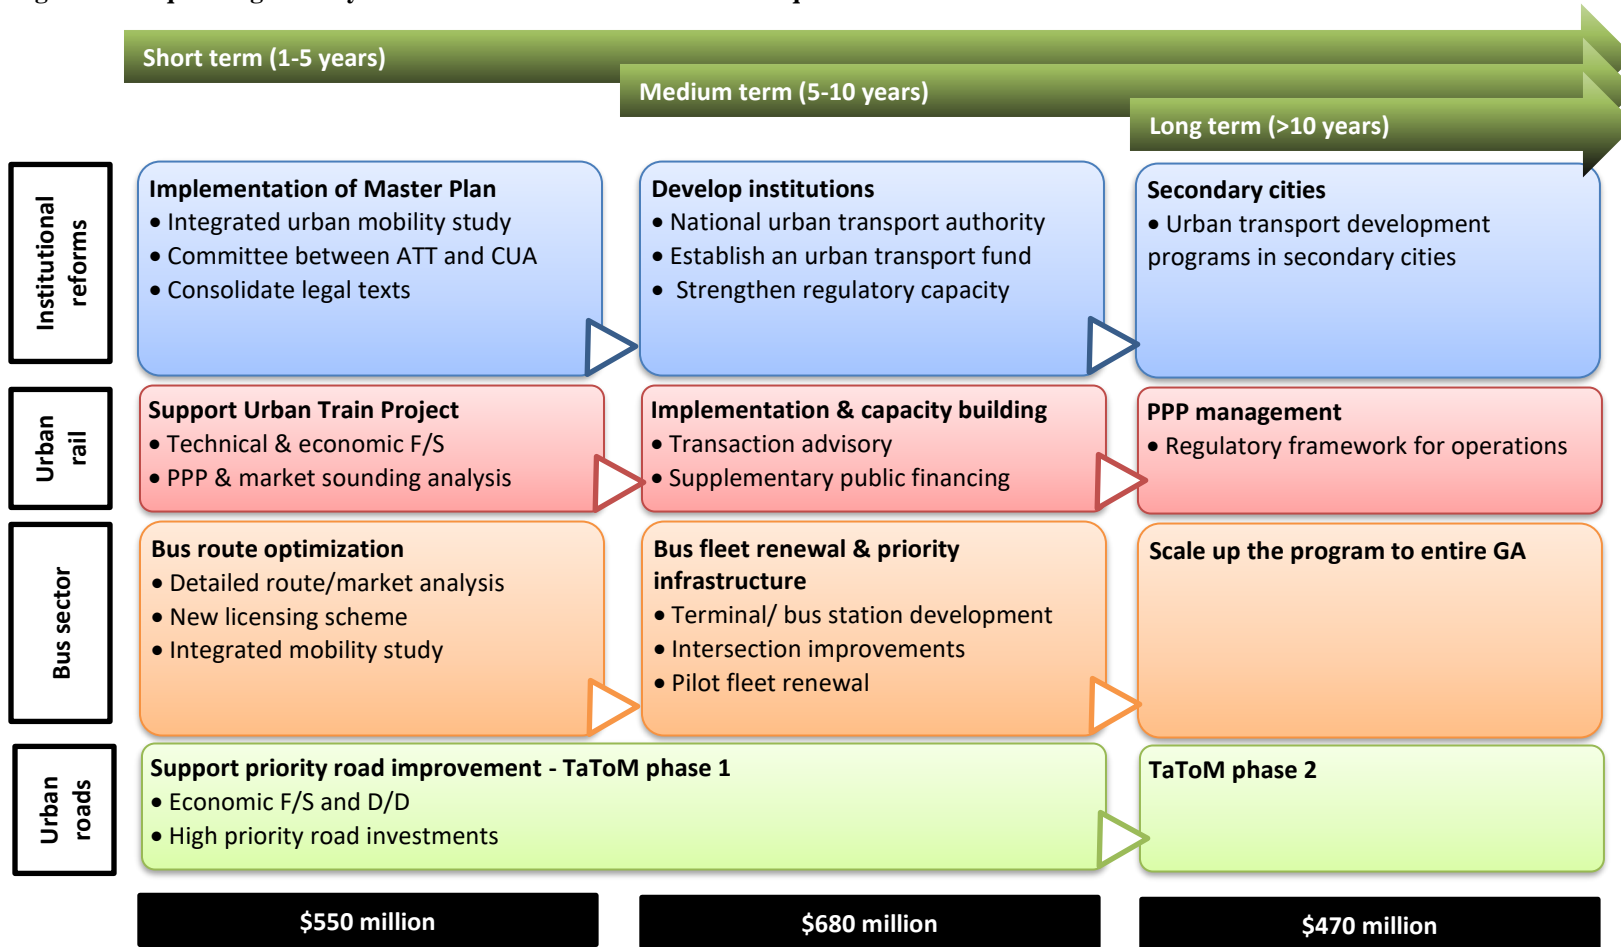 Short term (1-5 years)
Medium term (5-10 years)
Long term (>10 years)
Institutional
reforms
Implementation of Master Plan
• Integrated urban mobility study
• Committee between ATT and CUA
• Consolidate legal texts
Develop institutions
• National urban transport authority
• Establish an urban transport fund
• Strengthen regulatory capacity
Secondary cities
• Urban transport development
programs in secondary cities
Urban
rail
Support Urban Train Project
• Technical & economic F/S
• PPP & market sounding analysis
Implementation & capacity building
• Transaction advisory
• Supplementary public financing
PPP management
• Regulatory framework for operations
Bus sector
Bus route optimization
• Detailed route/market analysis
• New licensing scheme
• Integrated mobility study
Bus fleet renewal & priority
infrastructure
• Terminal/ bus station development
• Intersection improvements
• Pilot fleet renewal
Scale up the program to entire GA
Urban
roads
Support priority road improvement - TaToM phase 1
• Economic F/S and D/D
• High priority road investments
TaToM phase 2
$550 million
$680 million
$470 million